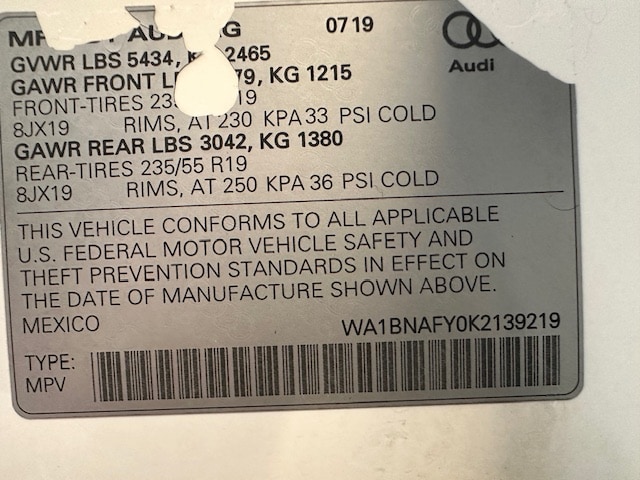 07 19
GVWR LBS 5434, 2465
GAWR FRONT KG 1215
FRONT-TIRES
8JX19 RIMS, AT 230 KPA 33 PSI COLD
GAWR REAR LBS 3042, KG 1380
REAR-TIRES 235/55 R19
8JX19 RIMS, AT 250 KPA 36 PSI COLD
Audi
THIS VEHICLE CONFORMS TO ALL APPLICABLE
U.S. FEDERAL MOTOR VEHICLE SAFETY AND
THEFT PREVENTION STANDARDS IN EFFECT ON
THE DATE OF MANUFACTURE SHOWN ABOVE.
MEXICO WA1BNAFY0K2139219
TYPE:
MPV